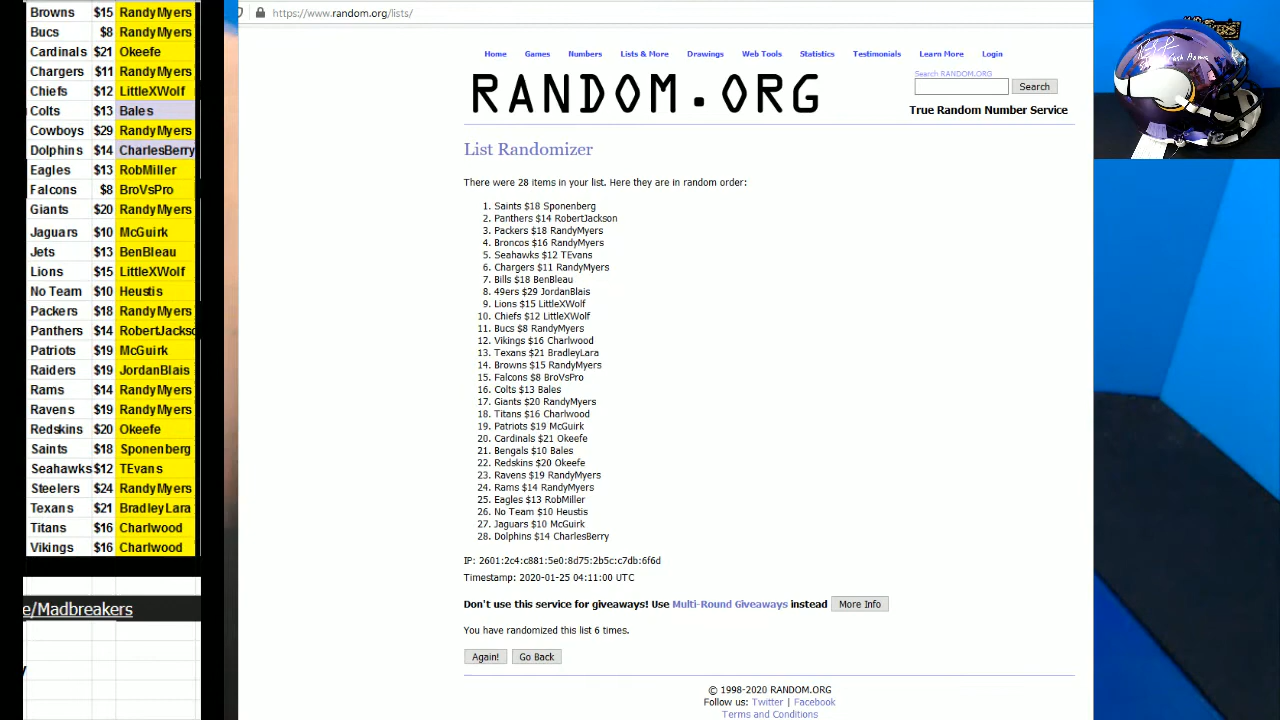 Browns $15 RandyMyers
Bucs $8 RandyMyers
Cardinals $21 Okeefe
Chargers $11 RandyMyers
Chiefs $12 LittleXWolf
Colts $13 Bales
Cowboys $29 RandyMyers
Dolphins $14 CharlesBerry
Eagles $13 RobMiller
Falcons $8 BroVsPro
Giants $20 RandyMyers
Jaguars $10 McGuirk
Jets $13 BenBleau
Lions $15 LittleXWolf
No Team $10 Heustis
Packers $18 RandyMyers
Panthers $14 RobertJackso
Patriots $19 McGuirk
Raiders $19 JordanBlais
Rams $14 RandyMyers
Ravens $19 RandyMyers
Redskins $20 Okeefe
Saints $18 Sponenberg
Seahawks $12 TEvans
Steelers $24 RandyMyers
Texans $21 BradleyLara
Titans $16 Charlwood
Vikings $16 Charlwood
e/Madbreakers
https://www.random.org/lists/
Home Games Numbers Lists & More Drawings Web Tools Statistics Testimonials Learn More Login
RANDOM.ORG
Search RANDOM.ORG
Search
True Random Number Service
List Randomizer
There were 28 items in your list. Here they are in random order:
1. Saints $18 Sponenberg
2. Panthers $14 RobertJackson
3. Packers $18 RandyMyers
4. Broncos $16 RandyMyers
5. Seahawks $12 TEvans
6. Chargers $11 RandyMyers
7. Bills $18 BenBleau
8. 49ers $29 JordanBlais
9. Lions $15 LittleXWolf
10. Chiefs $12 LittleXWolf
11. Bucs $8 RandyMyers
12. Vikings $16 Charlwood
13. Texans $21 BradleyLara
14. Browns $15 RandyMyers
15. Falcons $8 BroVsPro
16. Colts $13 Bales
17. Giants $20 RandyMyers
18. Titans $16 Charlwood
19. Patriots $19 McGuirk
20. Cardinals $21 Okeefe
21. Bengals $10 Bales
22. Redskins $20 Okeefe
23. Ravens $19 RandyMyers
24. Rams $14 RandyMyers
25. Eagles $13 RobMiller
26. No Team $10 Heustis
27. Jaguars $10 McGuirk
28. Dolphins $14 CharlesBerry
IP: 2601:2c4:c881:5e0:8d75:2b5c:c7db:6f6d
Timestamp: 2020-01-25 04:11:00 UTC
Don't use this service for giveaways! Use Multi-Round Giveaways instead More Info
You have randomized this list 6 times.
Again! Go Back
© 1998-2020 RANDOM.ORG
Follow us: Twitter | Facebook
Terms and Conditions